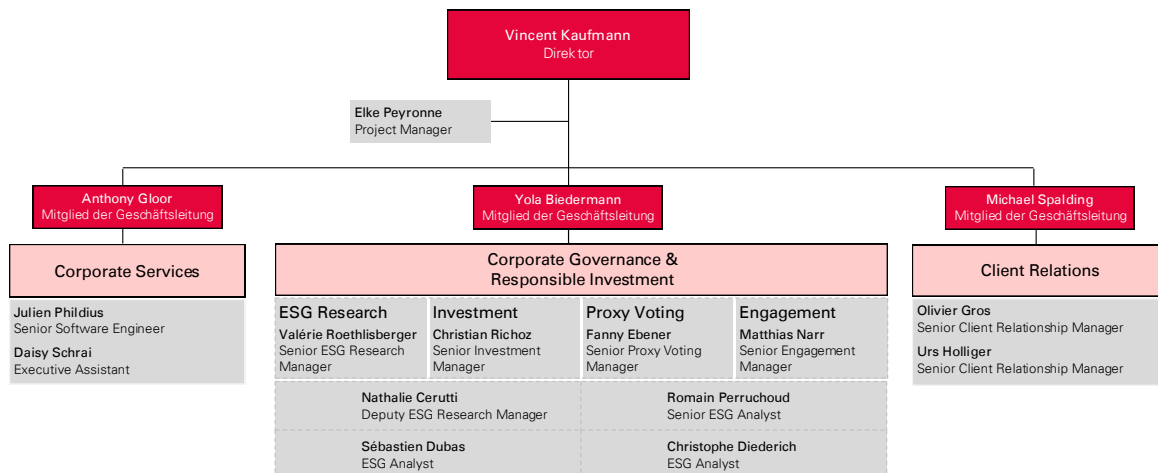 Vincent Kaufmann
Direktor
Elke Peyronne
Project Manager
Anthony Gloor
Mitglied der Geschäftsleitung
Yola Biedermann
Mitglied der Geschäftsleitung
Michael Spalding
Mitglied der Geschäftsleitung
Corporate Services
Julien Phildius
Senior Software Engineer
Daisy Schrai
Executive Assistant
Corporate Governance &
Responsible Investment
ESG Research
Valérie Roethlisberger
Senior ESG Research
Manager
Investment
Christian Richoz
Senior Investment
Manager
Proxy Voting
Fanny Ebener
Senior Proxy Voting
Manager
Engagement
Matthias Narr
Senior Engagement
Manager
Nathalie Cerutti
Deputy ESG Research Manager
Romain Perruchoud
Senior ESG Analyst
Sébastien Dubas
ESG Analyst
Christophe Diederich
ESG Analyst
Client Relations
Olivier Gros
Senior Client Relationship Manager
Urs Holliger
Senior Client Relationship Manager